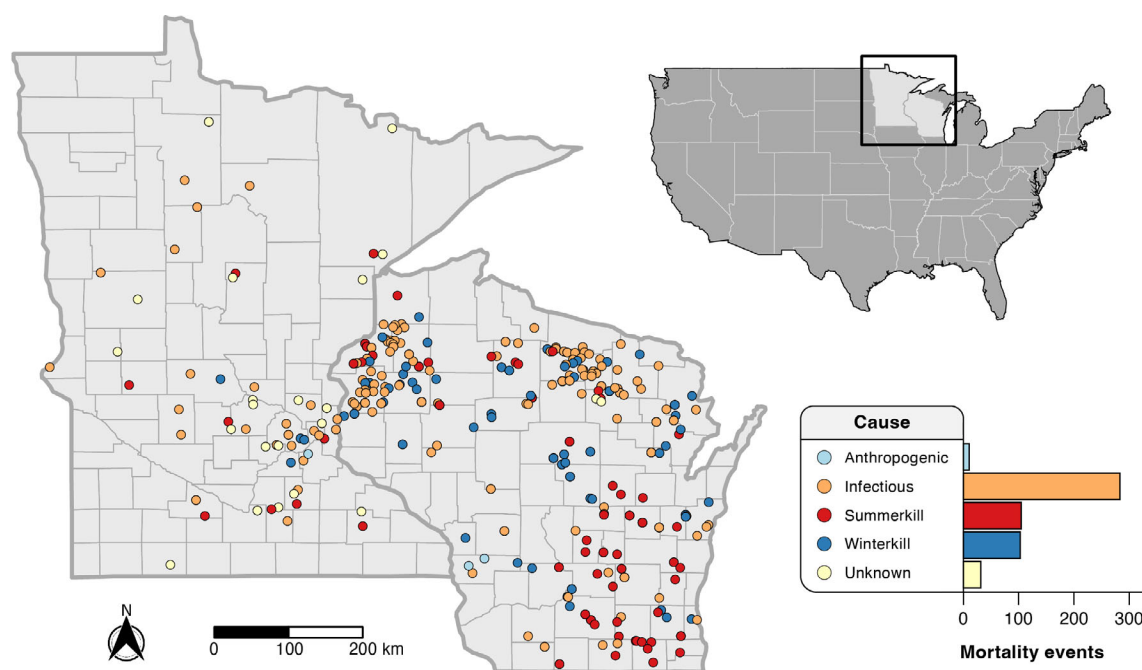 Cause
Anthropogenic
Infectious
Summerkill
Winterkill
Unknown
0 100 200 300
Mortality events
N
0 100 200 km